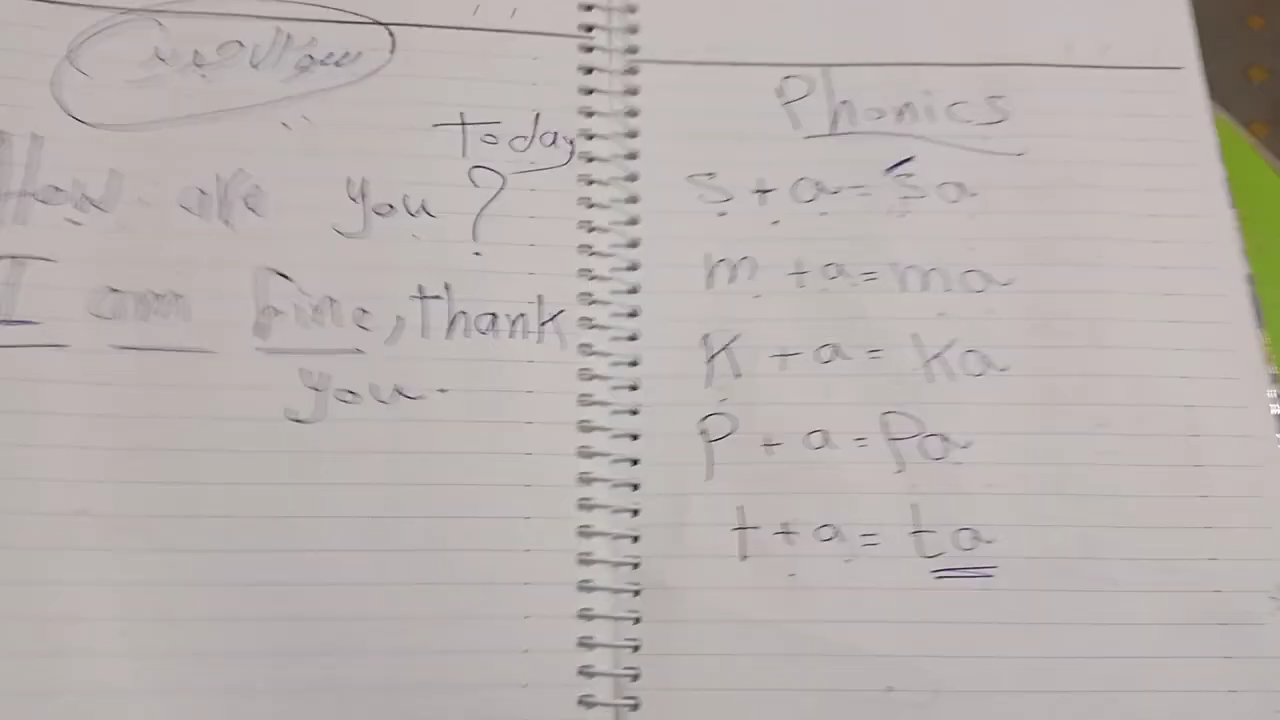 Today
How are you?
I am Fine, thank
you.
Phonics
s + a = sa
m + a = ma
K + a = Ka
P + a = Pa
t + a = ta